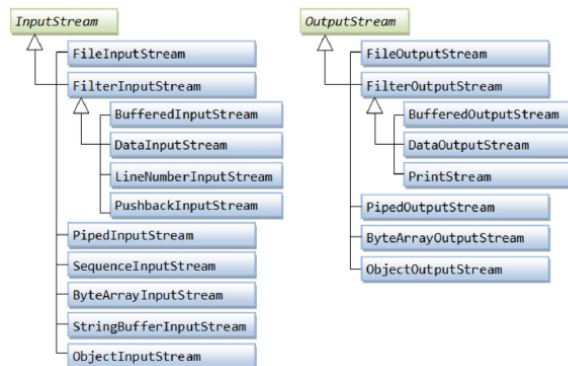 InputStream
FileInputStream
FilterInputStream
BufferedInputStream
DataInputStream
LineNumberInputStream
PushbackInputStream
PipedInputStream
SequenceInputStream
ByteArrayInputStream
StringBufferInputStream
ObjectInputStream
OutputStream
FileOutputStream
FilterOutputStream
BufferedOutputStream
DataOutputStream
PrintStream
PipedOutputStream
ByteArrayOutputStream
ObjectOutputStream